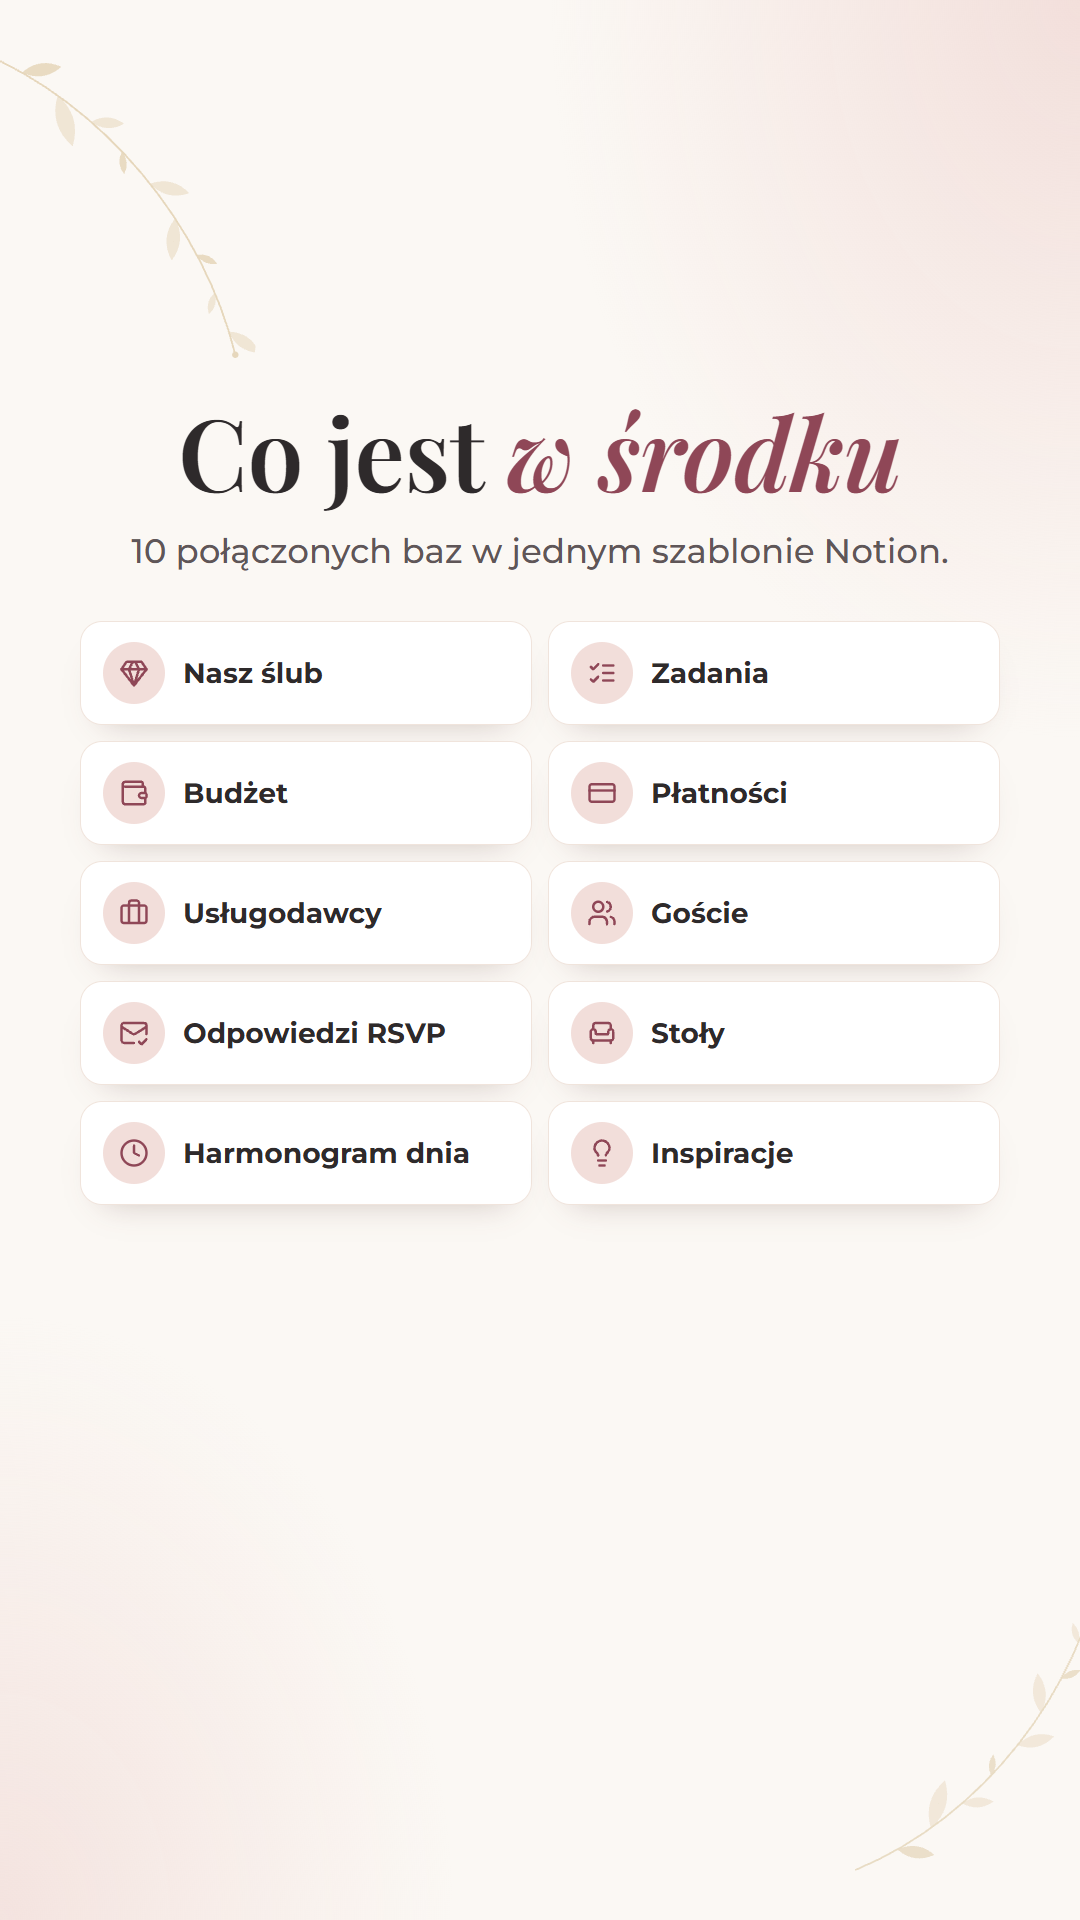 Co jest w środku
10 połączonych baz w jednym szablonie Notion.
Nasz ślub
Zadania
Budżet
Płatności
Usługodawcy
Goście
Odpowiedzi RSVP
Stoły
Harmonogram dnia
Inspiracje